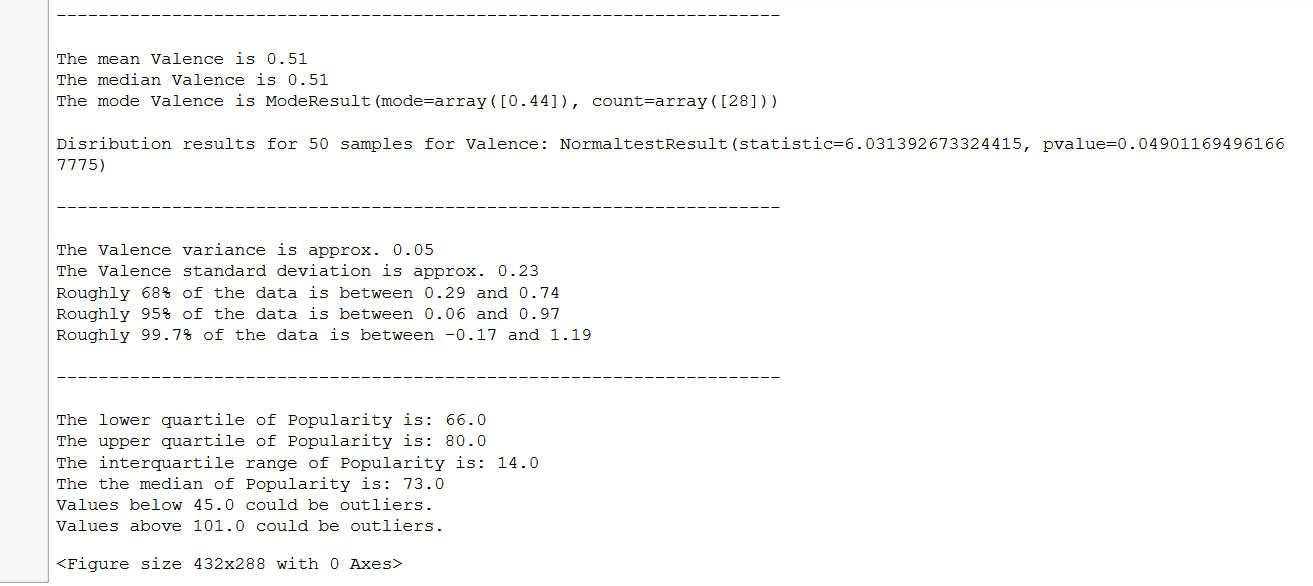 ---------------------------------------------------------------------
The mean Valence is 0.51
The median Valence is 0.51
The mode Valence is ModeResult(mode=array([0.44]), count=array([28]))
Disribution results for 50 samples for Valence: NormaltestResult(statistic=6.031392673324415, pvalue=0.04901169496166
7775)
---------------------------------------------------------------------
The Valence variance is approx. 0.05
The Valence standard deviation is approx. 0.23
Roughly 68% of the data is between 0.29 and 0.74
Roughly 95% of the data is between 0.06 and 0.97
Roughly 99.7% of the data is between -0.17 and 1.19
---------------------------------------------------------------------
The lower quartile of Popularity is: 66.0
The upper quartile of Popularity is: 80.0
The interquartile range of Popularity is: 14.0
The the median of Popularity is: 73.0
Values below 45.0 could be outliers.
Values above 101.0 could be outliers.
<Figure size 432x288 with 0 Axes>